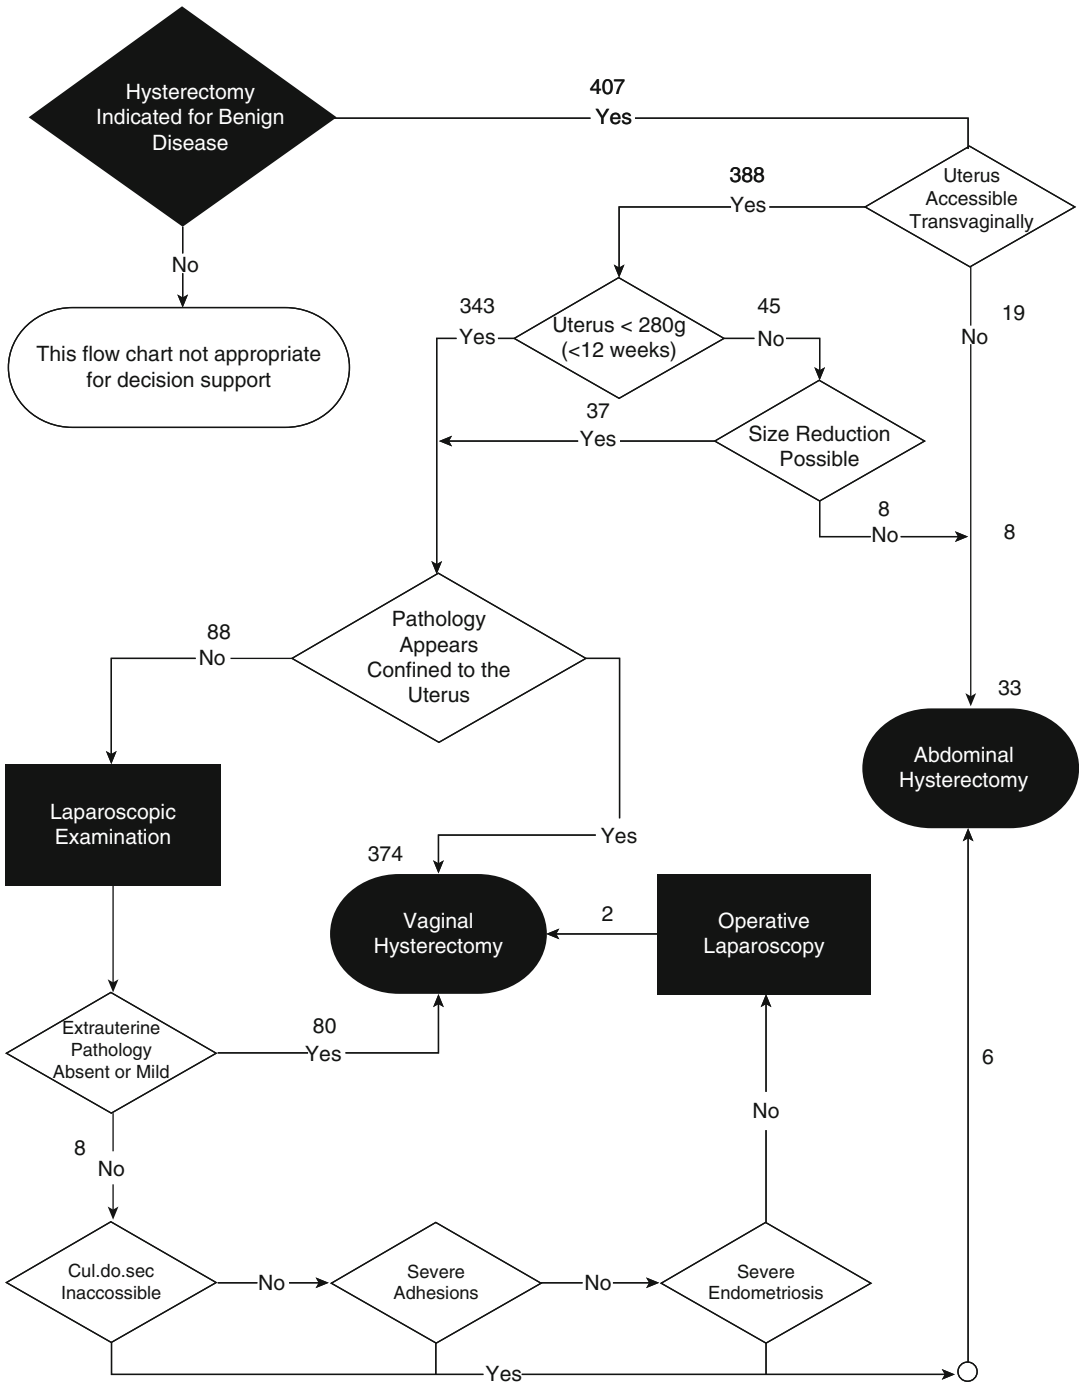 Hysterectomy
Indicated for Benign
Disease
407
Yes
Uterus
Accessible
Transvaginally
388
Yes
No
This flow chart not appropriate
for decision support
19
No
Uterus < 280g
(<12 weeks)
343
Yes
45
No
Size Reduction
Possible
37
Yes
8
No
8
Pathology
Appears
Confined to the
Uterus
88
No
33
Abdominal
Hysterectomy
Laparoscopic
Examination
Yes
374
Vaginal
Hysterectomy
2
Operative
Laparoscopy
Extrauterine
Pathology
Absent or Mild
80
Yes
6
No
8
No
Cul.do.sec
Inaccossible
No
Severe
Adhesions
No
Severe
Endometriosis
Yes